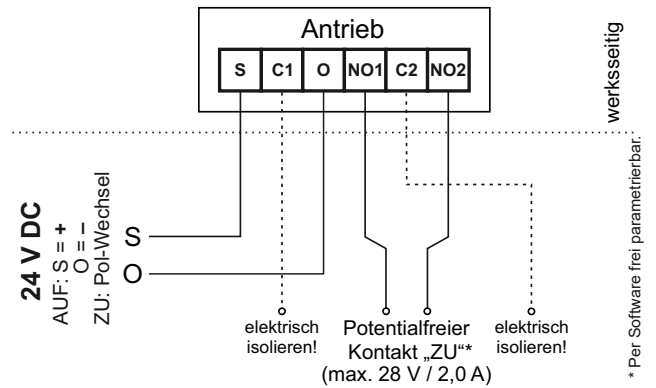 Antrieb
S C1 O NO1 C2 NO2
werksseitig
24 V DC
AUF: S = +
O = –
ZU: Pol-Wechsel
S
O
elektrisch
isolieren!
Potentialfreier
Kontakt „ZU“*
(max. 28 V / 2,0 A)
elektrisch
isolieren!
* Per Software frei parametrierbar.